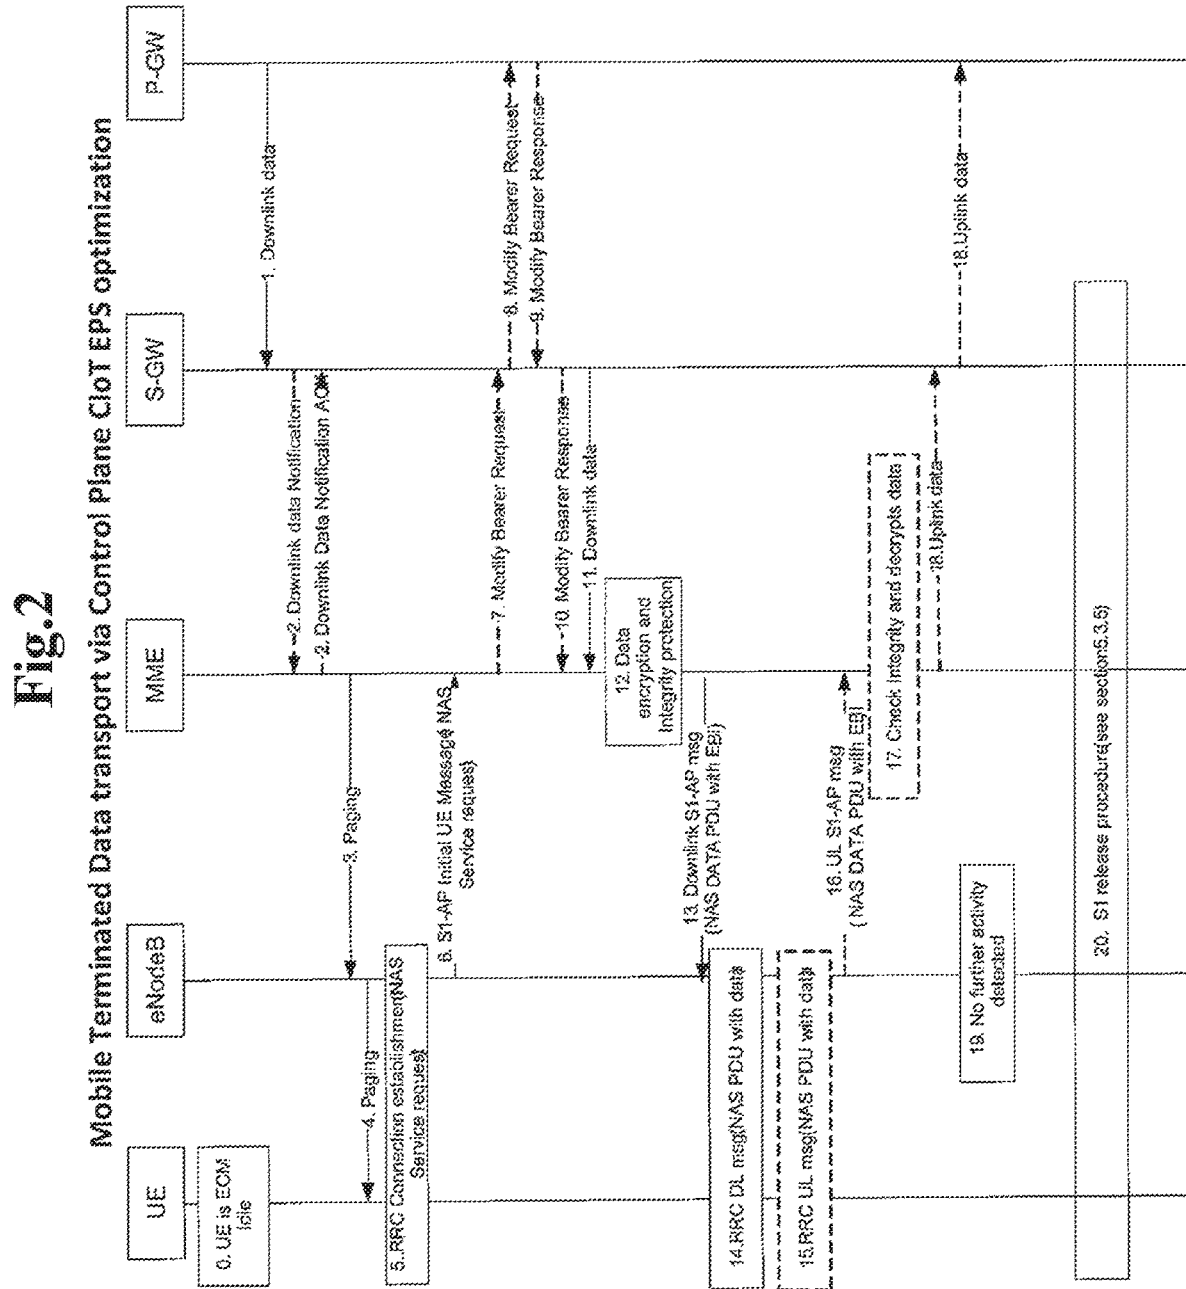 Fig.2
Mobile Terminated Data transport via Control Plane CIoT EPS optimization
UE
eNodeB
MME
S-GW
P-GW
0. UE is ECM
Idle
1. Downlink data
2. Downlink data Notification
2. Downlink Data Notification ACK
3. Paging
4. Paging
5. RRC Connection establishment(NAS
Service request)
6. S1-AP Initial UE Message( NAS
Service request)
7. Modify Bearer Request
8. Modify Bearer Request
9. Modify Bearer Response
10. Modify Bearer Response
11. Downlink data
12. Data
encryption and
Integrity protection
13. Downlink S1-AP msg
(NAS DATA PDU with EBI)
14.RRC DL msg(NAS PDU with data)
15.RRC UL msg(NAS PDU with data)
16. UL S1-AP msg
( NAS DATA PDU with EBI
17. Check Integrity and decrypts data
18.Uplink data
18.Uplink data
19. No further activity
detected
20. S1 release procedure(see section5.3.5)